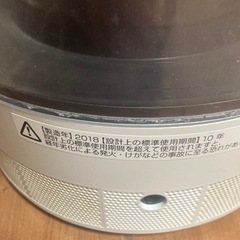 【製造年】2018【設計上の標準使用期間】10年
設計上の標準使用期間を超えて使用されますと、
経年劣化による発火・けがなどの事故に至る恐れがあ